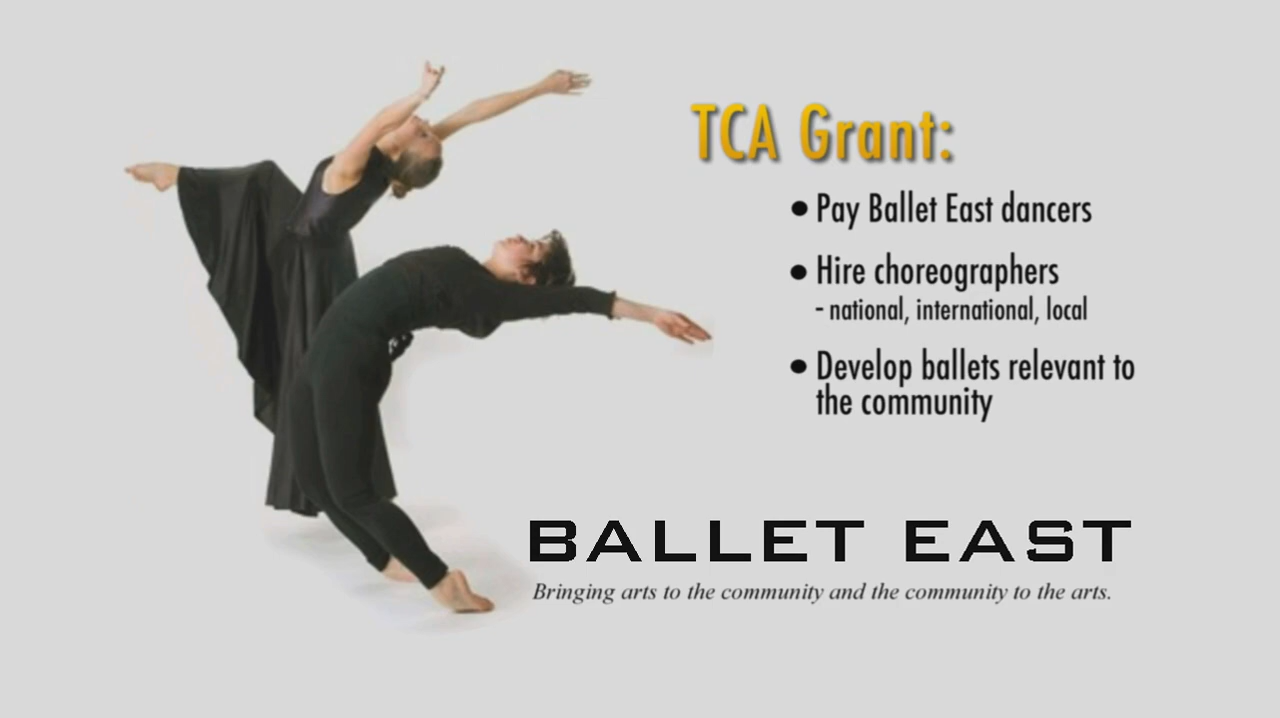 TCA Grant:
• Pay Ballet East dancers
• Hire choreographers
- national, international, local
• Develop ballets relevant to
the community
BALLET EAST
Bringing arts to the community and the community to the arts.